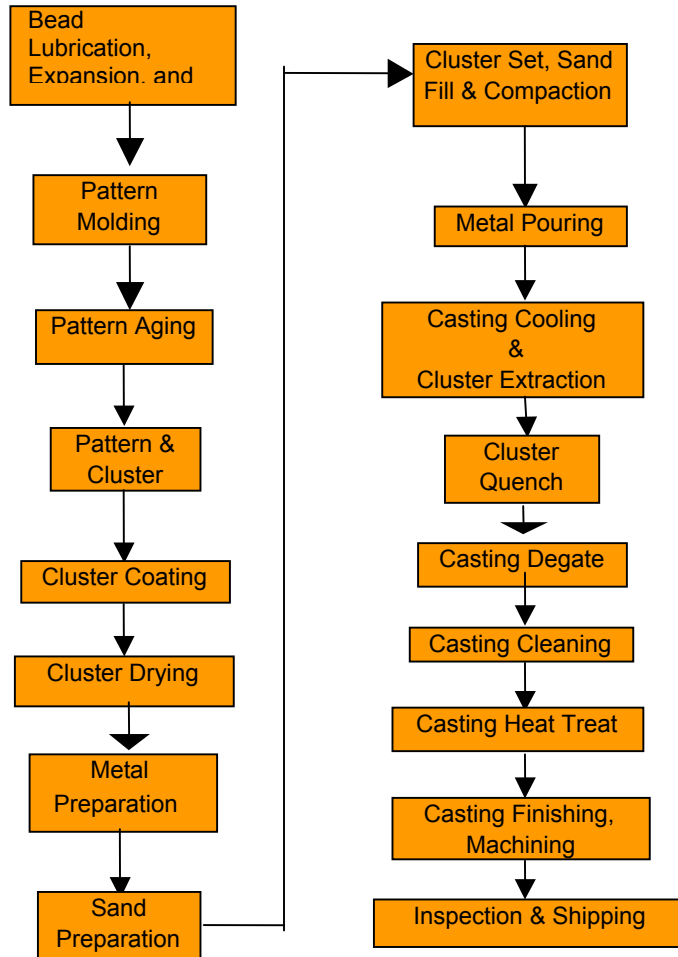 Bead
Lubrication,
Expansion, and
Pattern
Molding
Pattern Aging
Pattern &
Cluster
Cluster Coating
Cluster Drying
Metal
Preparation
Sand
Preparation
Cluster Set, Sand
Fill & Compaction
Metal Pouring
Casting Cooling
&
Cluster Extraction
Cluster
Quench
Casting Degate
Casting Cleaning
Casting Heat Treat
Casting Finishing,
Machining
Inspection & Shipping